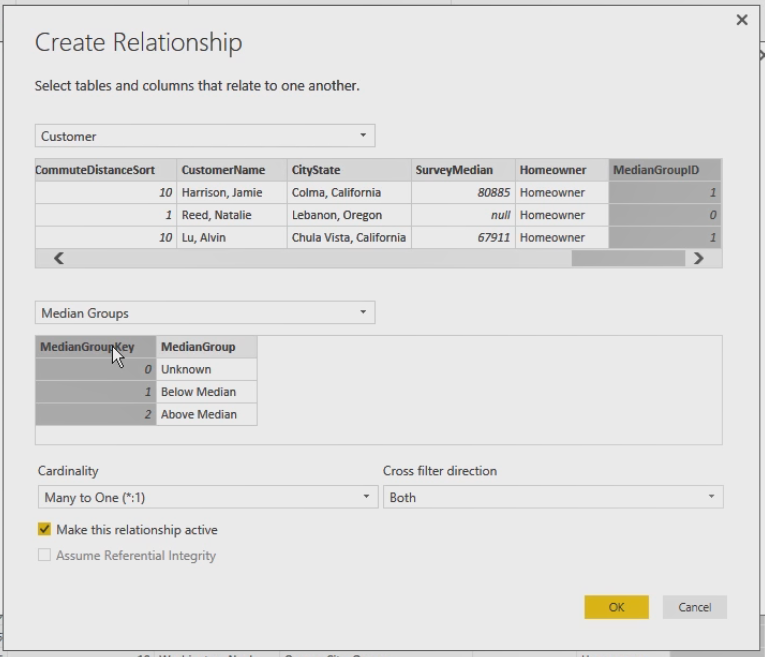 Create Relationship
Select tables and columns that relate to one another.
Customer
CommuteDistanceSort CustomerName CityState SurveyMedian Homeowner MedianGroupID
10 Harrison, Jamie Colma, California 80885 Homeowner 1
1 Reed, Natalie Lebanon, Oregon null Homeowner 0
10 Lu, Alvin Chula Vista, California 67911 Homeowner 1
Median Groups
MedianGroupKey MedianGroup
0 Unknown
1 Below Median
2 Above Median
Cardinality Cross filter direction
Many to One (*:1) Both
Make this relationship active
Assume Referential Integrity
OK Cancel